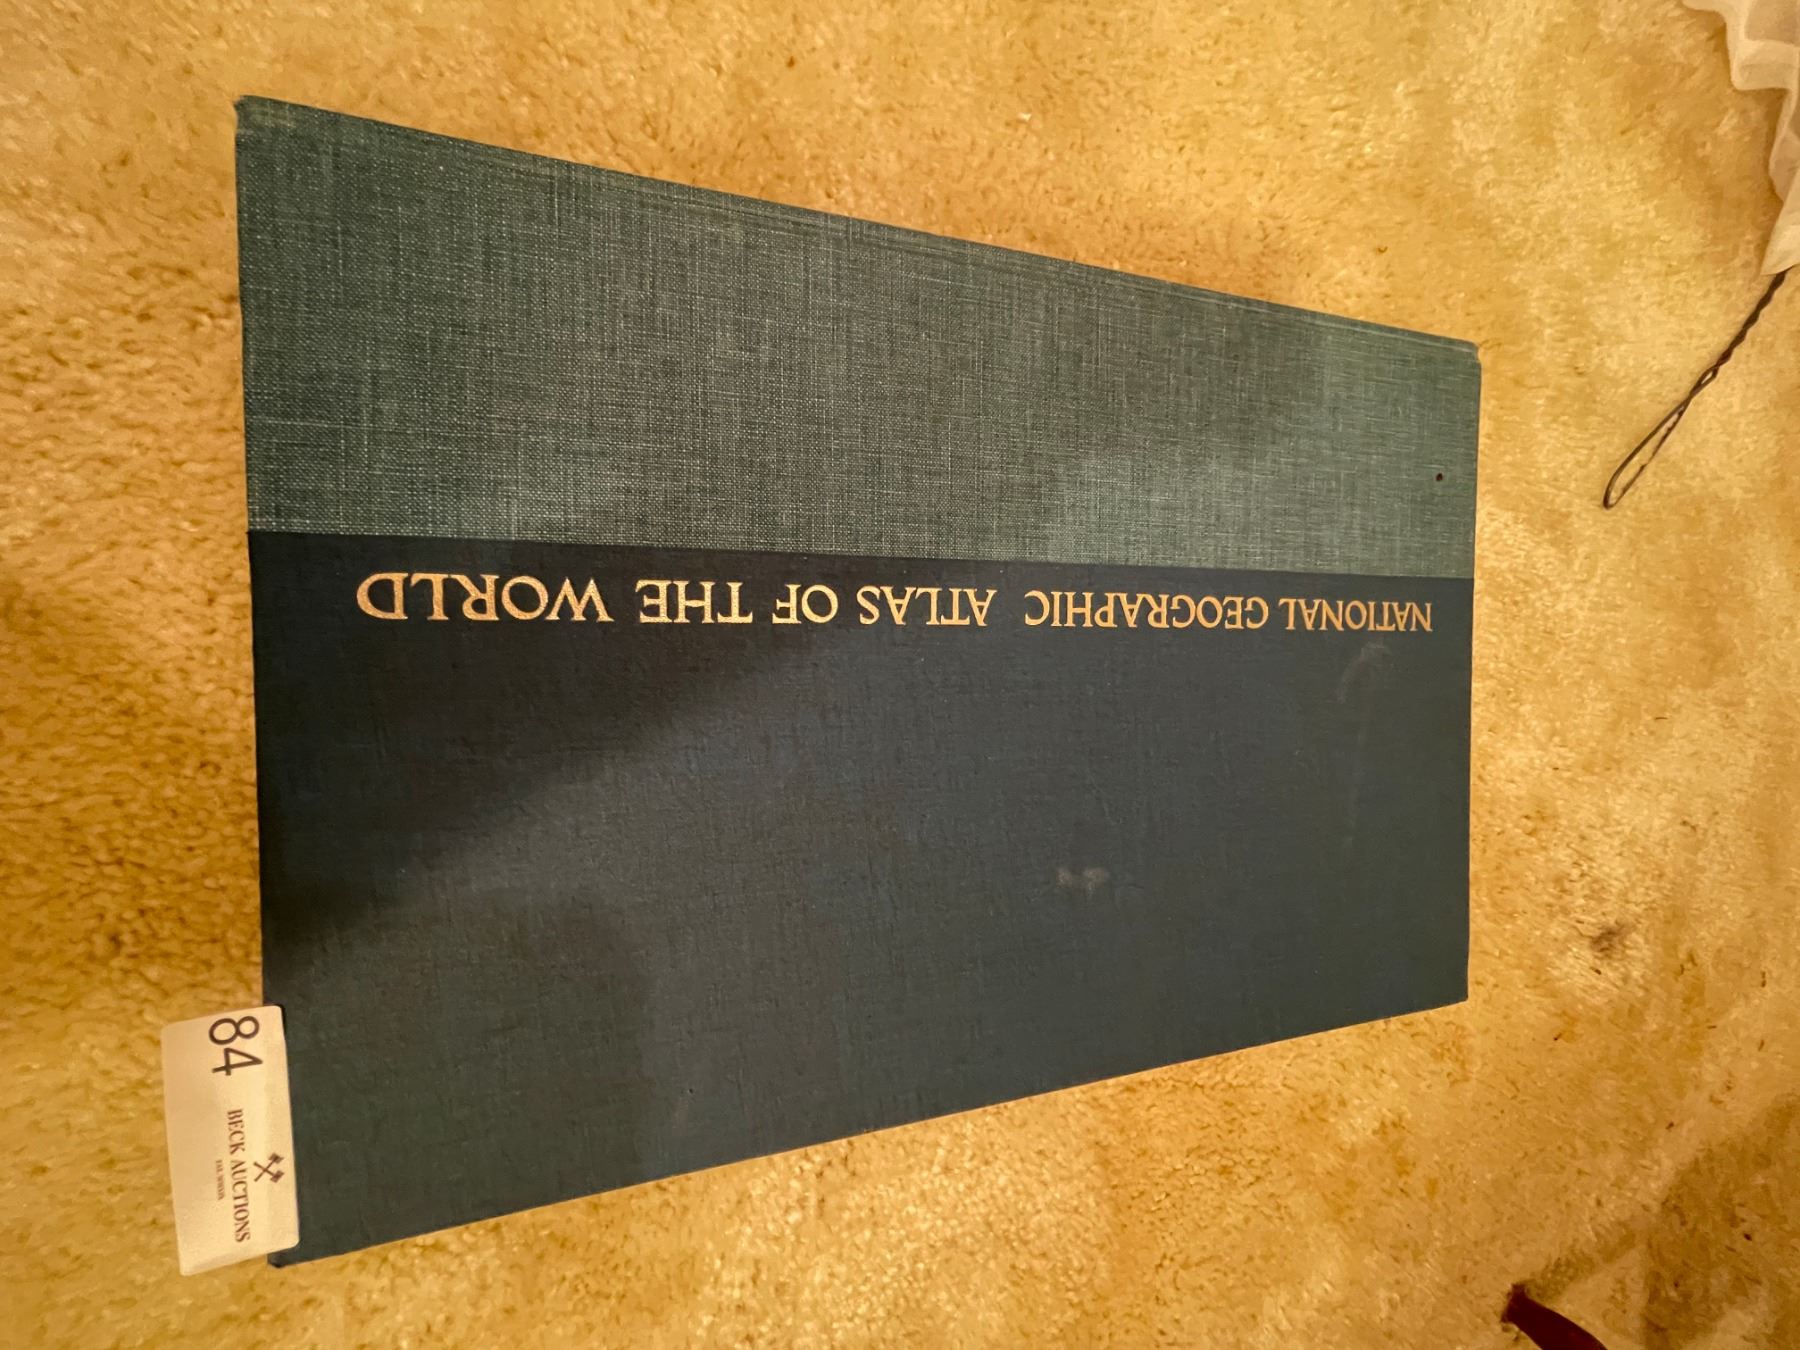 NATIONAL GEOGRAPHIC ATLAS OF THE WORLD
84
BECK AUCTIONS